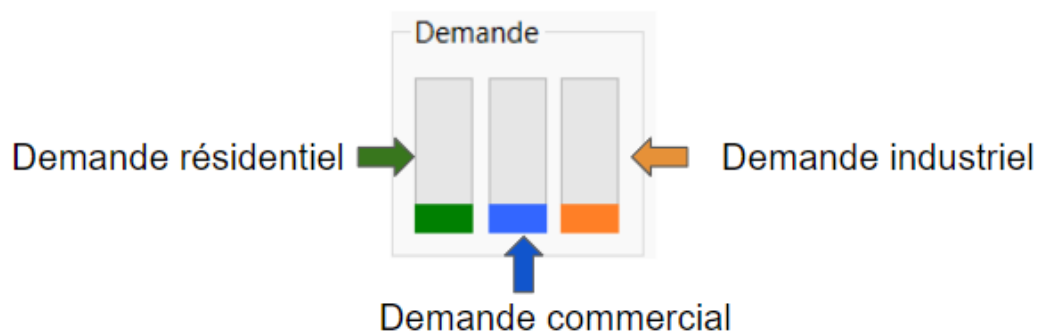 Demande
Demande résidentiel
Demande industriel
Demande commercial